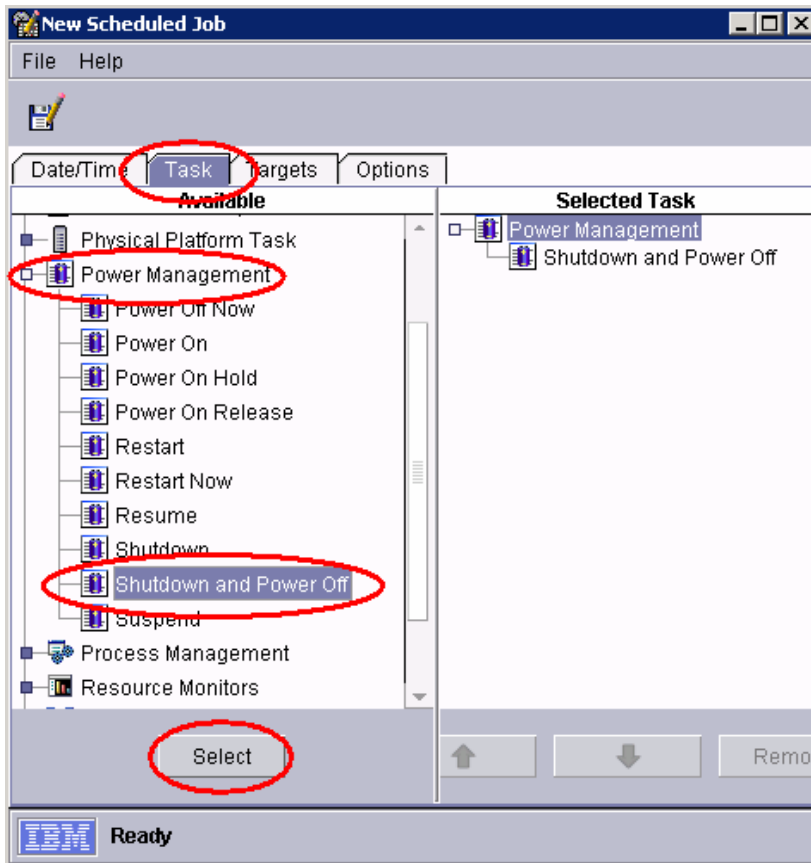 New Scheduled Job
File Help
Date/Time Task Targets Options
Available
Selected Task
Physical Platform Task
Power Management
Power Off Now
Power On
Power On Hold
Power On Release
Restart
Restart Now
Resume
Shutdown
Shutdown and Power Off
Suspend
Process Management
Resource Monitors
Power Management
Shutdown and Power Off
Select
Remo
IBM Ready